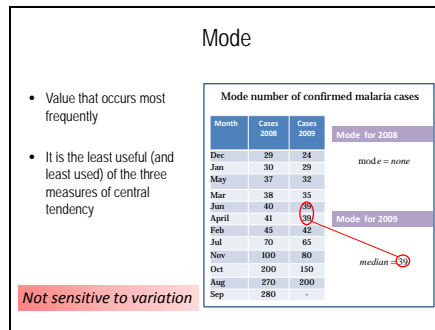 Mode
• Value that occurs most
frequently
• It is the least useful (and
least used) of the three
measures of central
tendency
Not sensitive to variation
Mode number of confirmed malaria cases
Month Cases 2008 Cases 2009
Dec 29 24
Jan 30 29
May 37 32
Mar 38 35
Jun 40 39
April 41 39
Feb 45 42
Jul 70 65
Nov 100 80
Oct 200 150
Aug 270 200
Sep 280 -
Mode for 2008
mode = none
Mode for 2009
median = 39